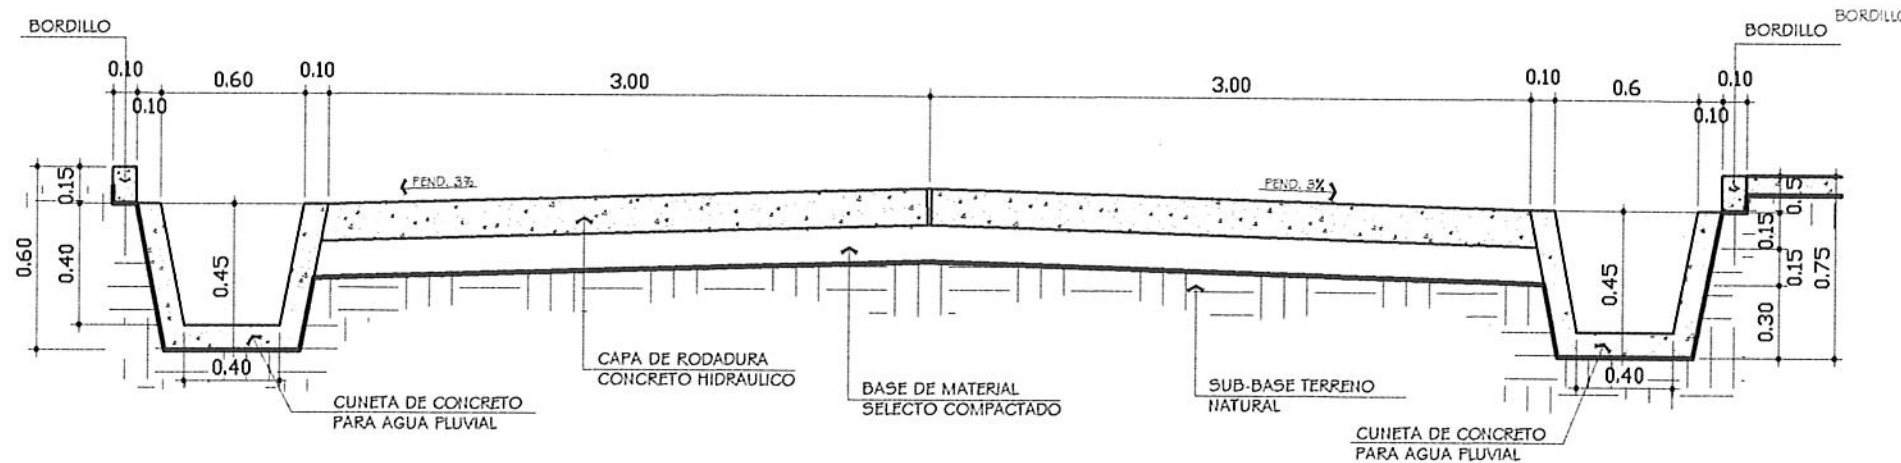 BORDILLO
BORDILLO
BORDILLO
0.10
0.60
0.10
3.00
3.00
0.10
0.6
0.10
0.10
0.10
PEND. 3%
PEND. 3%
0.15
0.60
0.40
0.45
0.40
0.15
0.15
0.15
0.75
0.30
0.45
0.40
CAPA DE RODADURA
CONCRETO HIDRAULICO
BASE DE MATERIAL
SELECTO COMPACTADO
SUB-BASE TERRENO
NATURAL
CUNETA DE CONCRETO
PARA AGUA PLUVIAL
CUNETA DE CONCRETO
PARA AGUA PLUVIAL